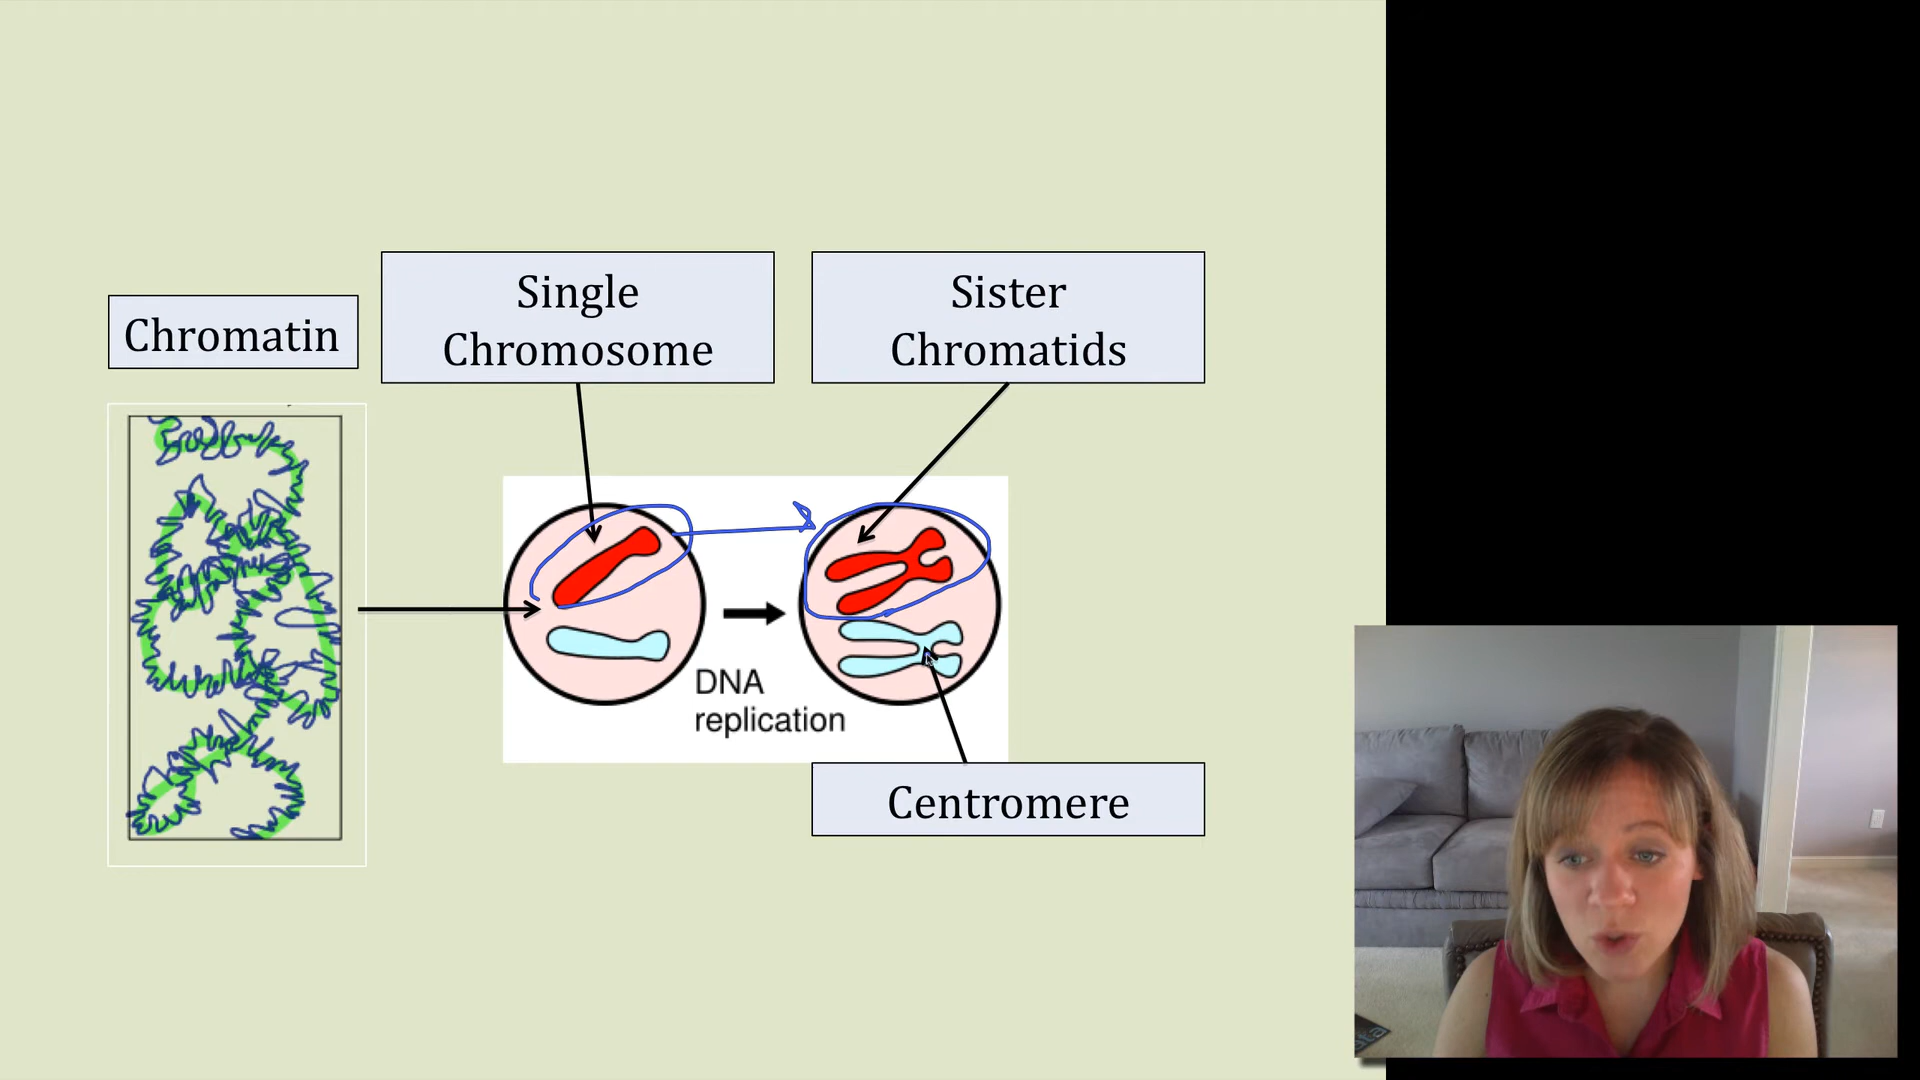 Chromatin
Single
Chromosome
Sister
Chromatids
DNA
replication
Centromere